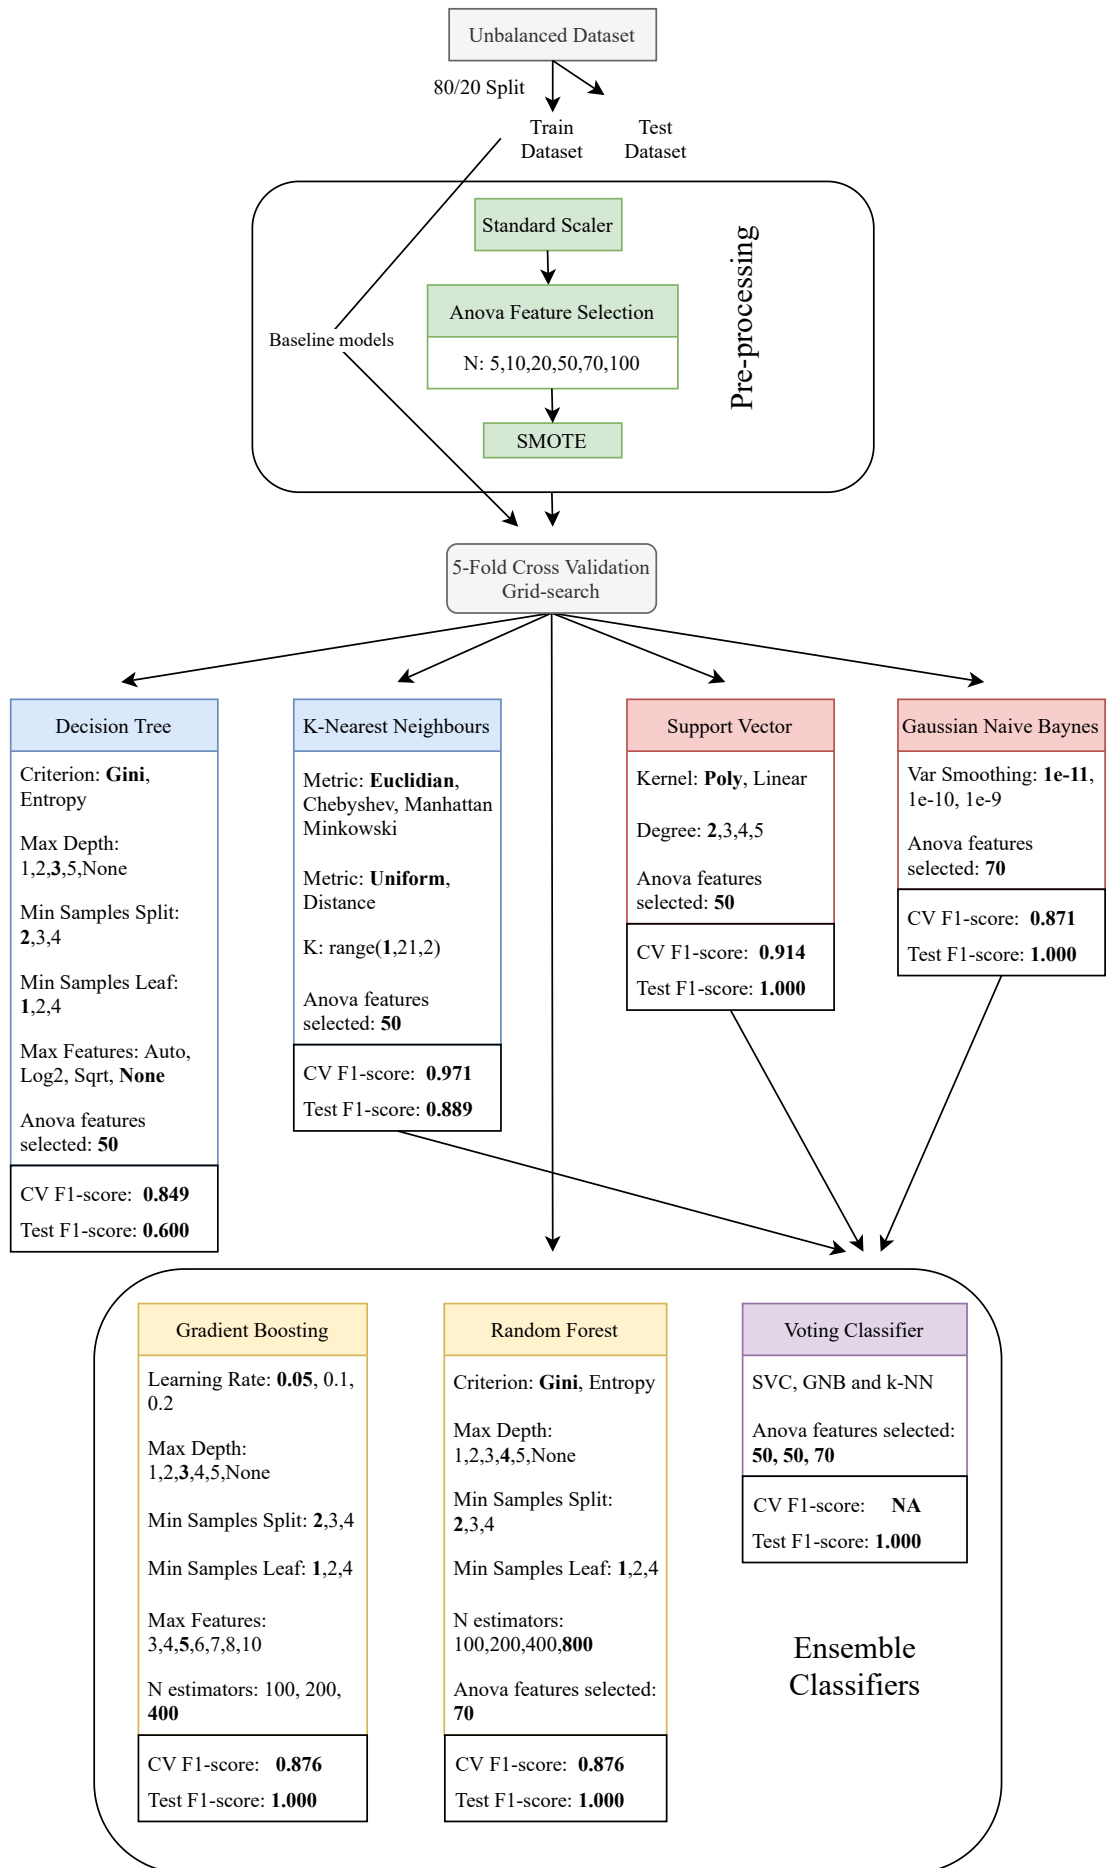 Unbalanced Dataset
80/20 Split
Train
Dataset
Test
Dataset
Standard Scaler
Anova Feature Selection
N: 5,10,20,50,70,100
SMOTE
Pre-processing
Baseline models
5-Fold Cross Validation
Grid-search
Decision Tree
Criterion: Gini,
Entropy
Max Depth:
1,2,3,5,None
Min Samples Split:
2,3,4
Min Samples Leaf:
1,2,4
Max Features: Auto,
Log2, Sqrt, None
Anova features
selected: 50
CV F1-score: 0.849
Test F1-score: 0.600
K-Nearest Neighbours
Metric: Euclidian,
Chebyshev, Manhattan
Minkowski
Metric: Uniform,
Distance
K: range(1,21,2)
Anova features
selected: 50
CV F1-score: 0.971
Test F1-score: 0.889
Support Vector
Kernel: Poly, Linear
Degree: 2,3,4,5
Anova features
selected: 50
CV F1-score: 0.914
Test F1-score: 1.000
Gaussian Naive Baynes
Var Smoothing: 1e-11,
1e-10, 1e-9
Anova features
selected: 70
CV F1-score: 0.871
Test F1-score: 1.000
Gradient Boosting
Learning Rate: 0.05, 0.1,
0.2
Max Depth:
1,2,3,4,5,None
Min Samples Split: 2,3,4
Min Samples Leaf: 1,2,4
Max Features:
3,4,5,6,7,8,10
N estimators: 100, 200,
400
CV F1-score: 0.876
Test F1-score: 1.000
Random Forest
Criterion: Gini, Entropy
Max Depth:
1,2,3,4,5,None
Min Samples Split:
2,3,4
Min Samples Leaf: 1,2,4
N estimators:
100,200,400,800
Anova features selected:
70
CV F1-score: 0.876
Test F1-score: 1.000
Voting Classifier
SVC, GNB and k-NN
Anova features selected:
50, 50, 70
CV F1-score: NA
Test F1-score: 1.000
Ensemble
Classifiers